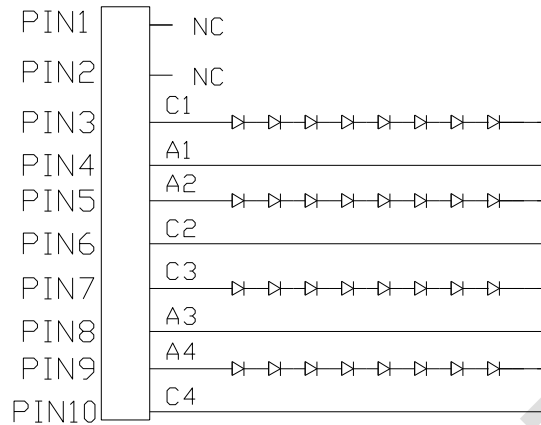 PIN1 NC
PIN2 NC
C1
PIN3
A1
PIN4
A2
PIN5
C2
PIN6
C3
PIN7
A3
PIN8
A4
PIN9
C4
PIN10